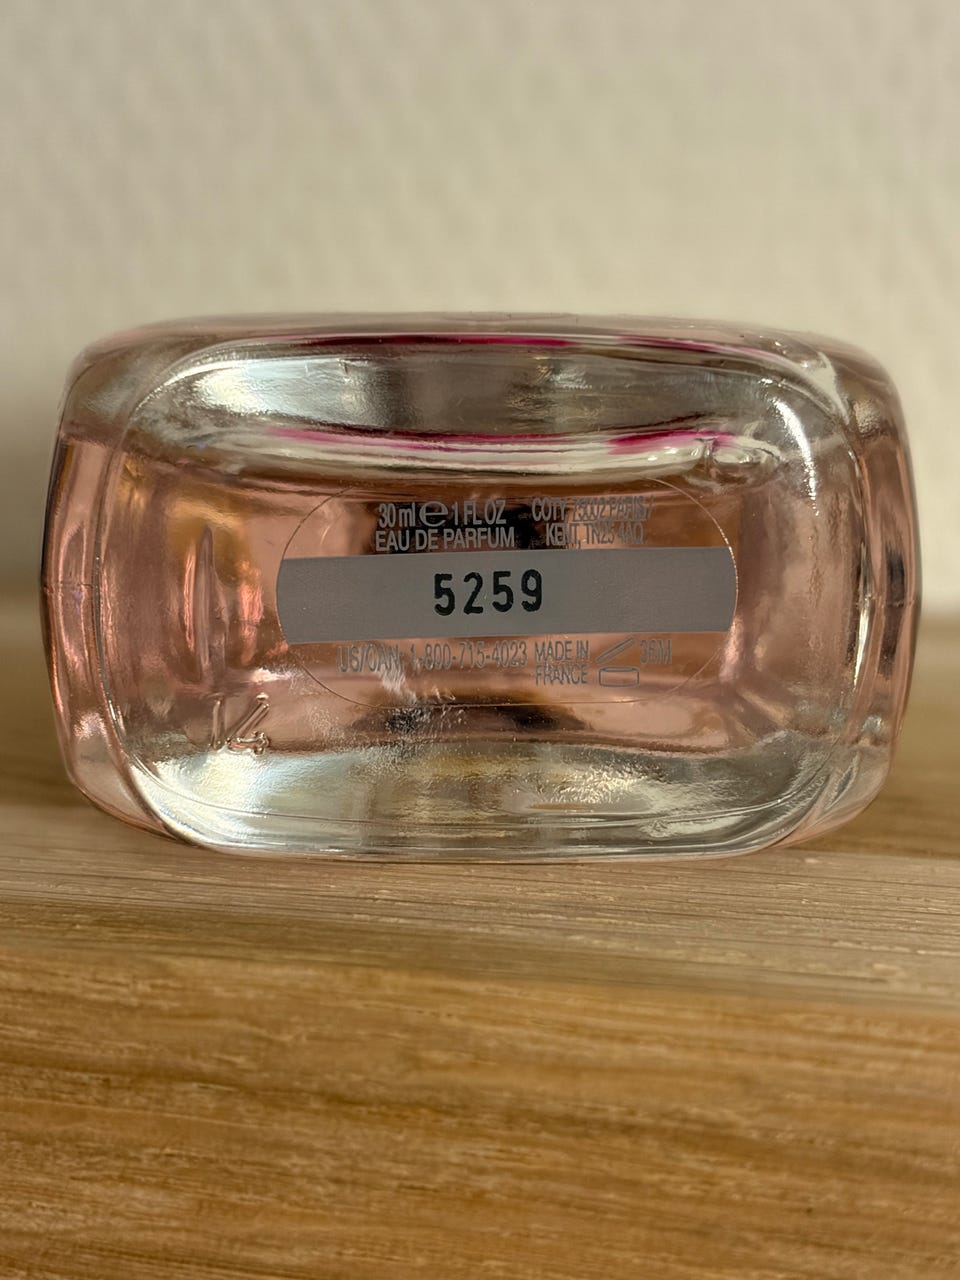 30 ml e 1 FL OZ
EAU DE PARFUM
COTY 75002 PARIS /
KENT, TN25 4AQ
5259
US/CAN: 1-800-715-4023
MADE IN
FRANCE
36M